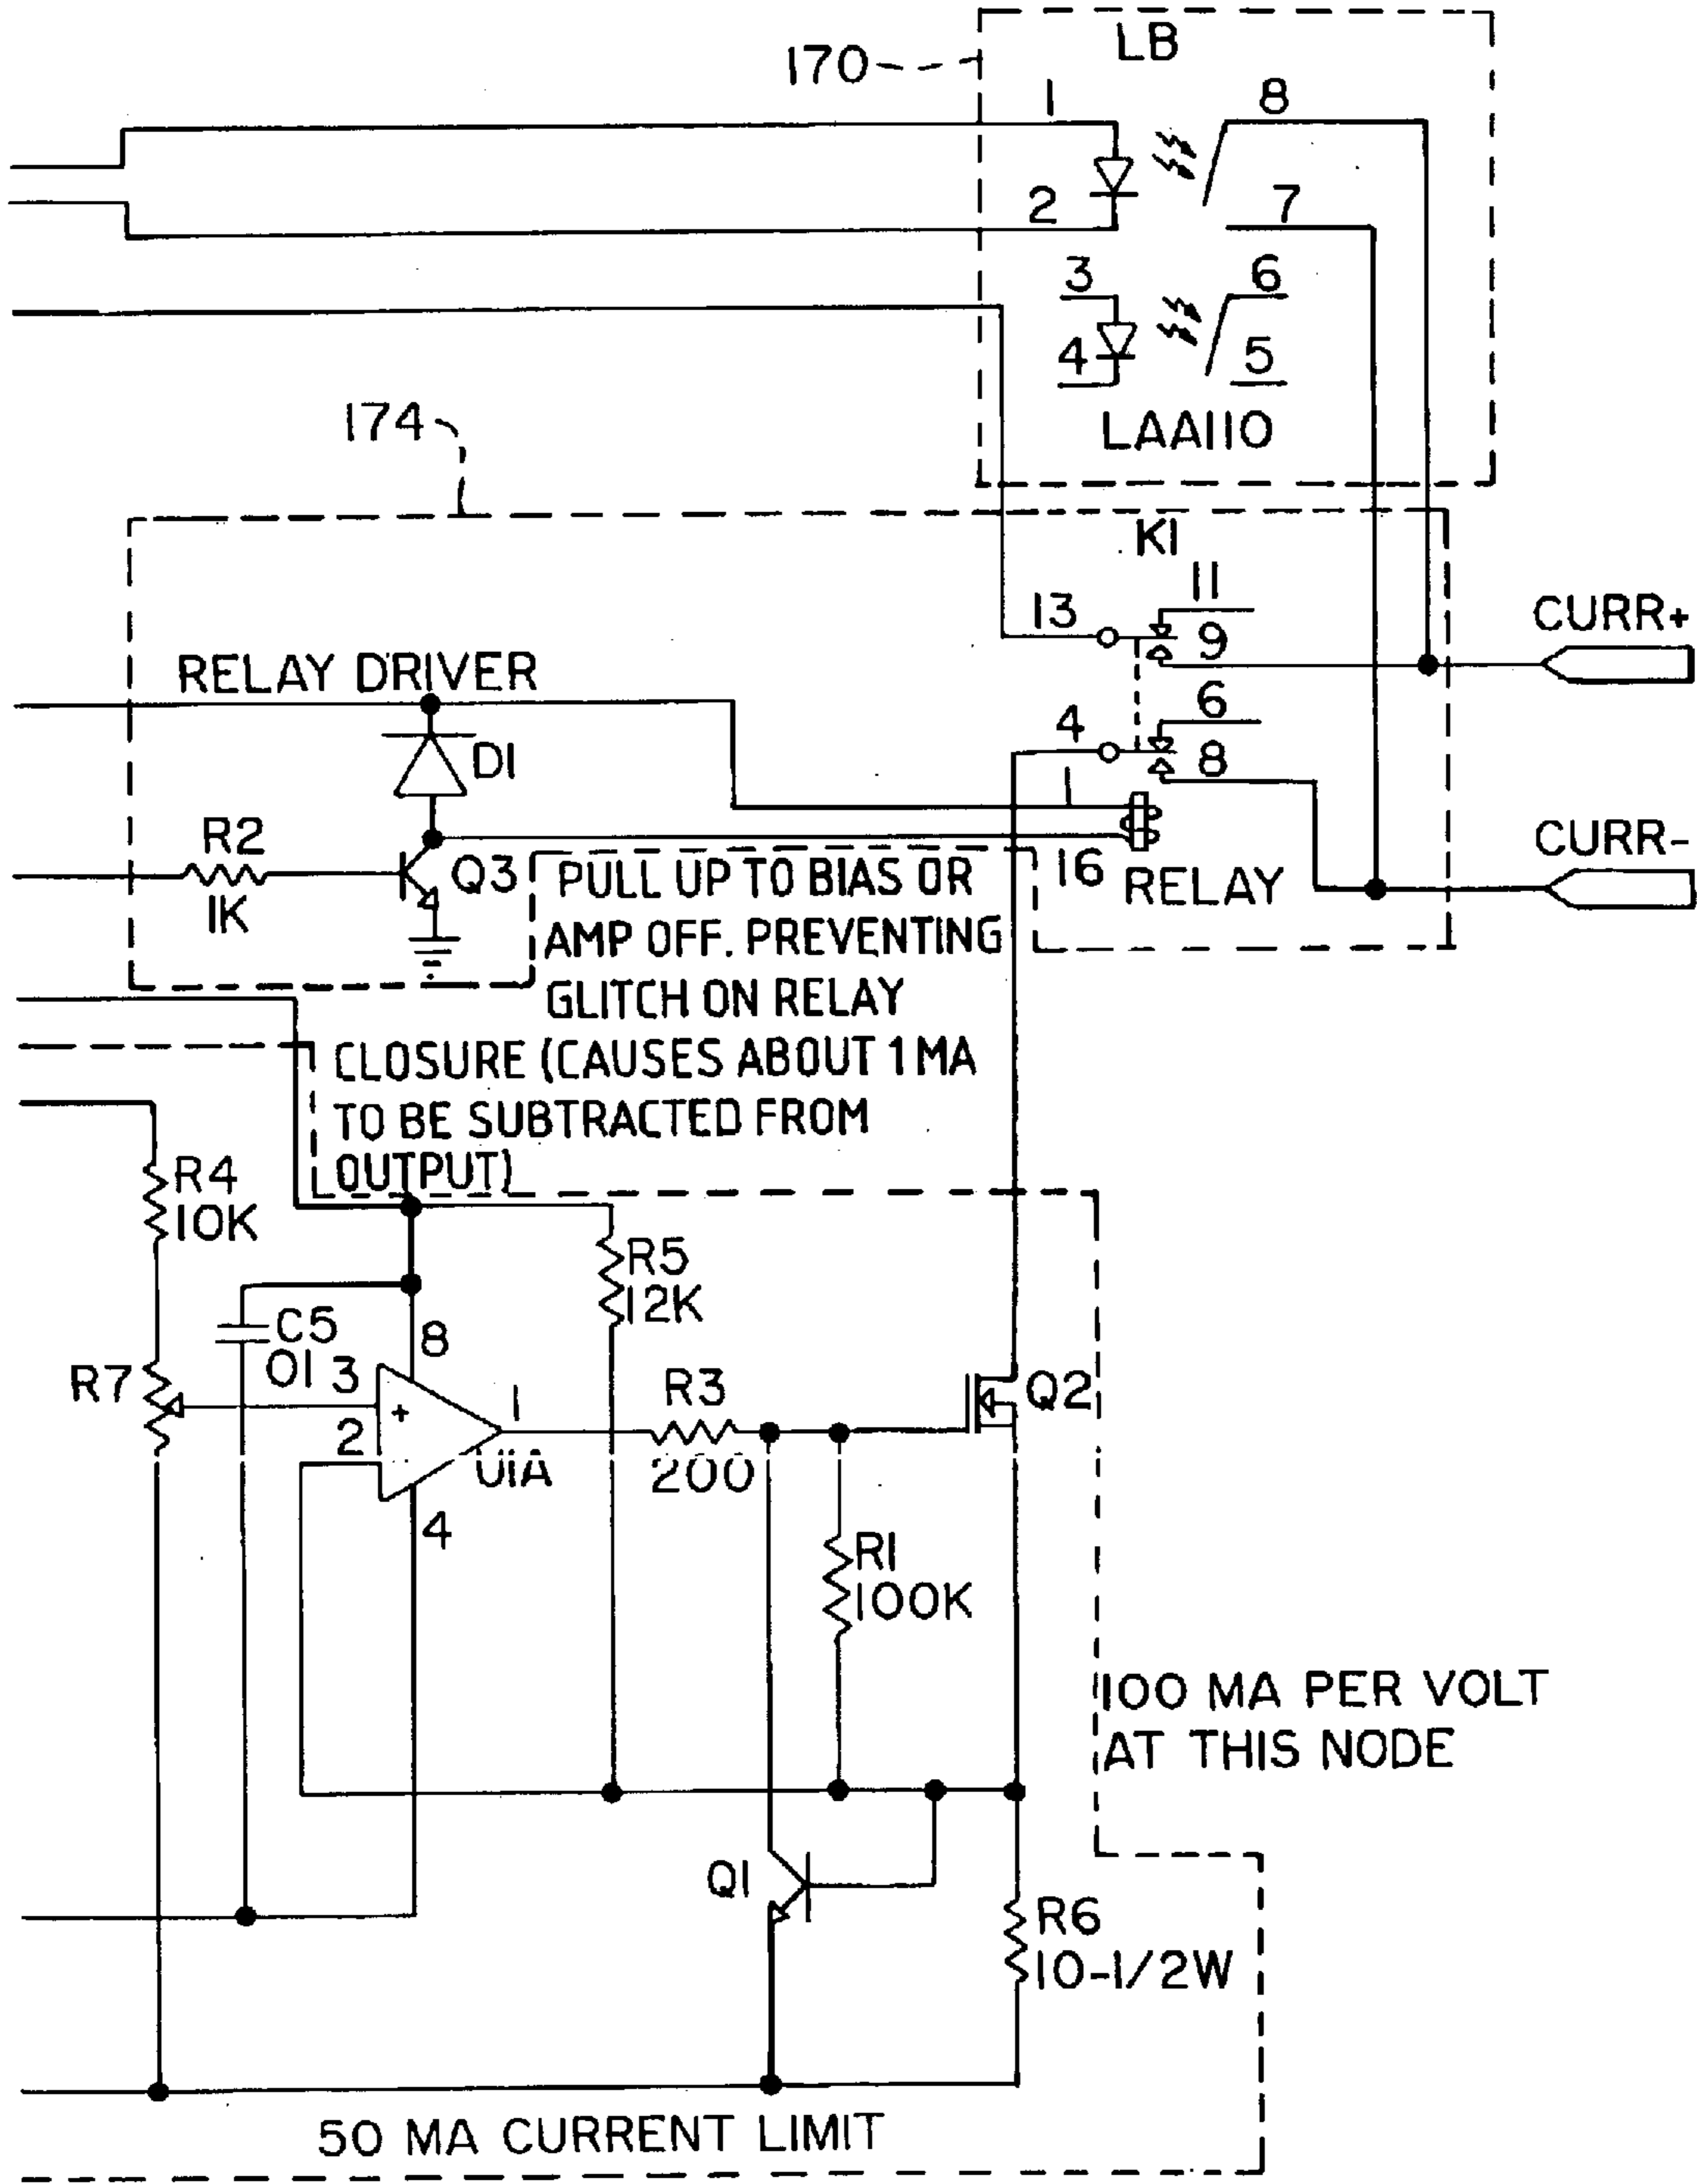 LB
170
1
8
2
7
3
6
4
5
LAA110
174
K1
11
13
9
CURR+
RELAY DRIVER
6
4
8
D1
1
R2
1K
Q3
16
RELAY
CURR-
PULL UP TO BIAS OR
AMP OFF. PREVENTING
GLITCH ON RELAY
CLOSURE (CAUSES ABOUT 1 MA
TO BE SUBTRACTED FROM
OUTPUT)
R4
10K
R5
12K
C5
01
8
R7
3
+
2
1
U1A
4
R3
200
Q2
R1
100K
100 MA PER VOLT
AT THIS NODE
Q1
R6
10-1/2W
50 MA CURRENT LIMIT